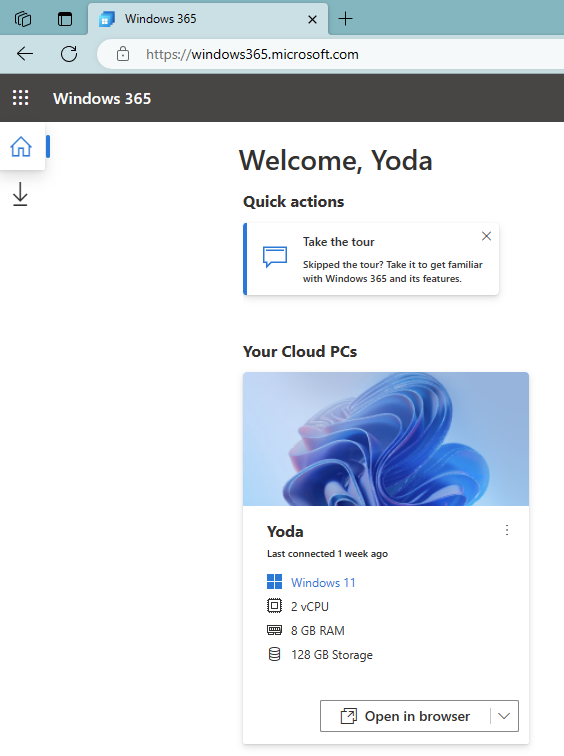 Windows 365
https://windows365.microsoft.com
Windows 365
Welcome, Yoda
Quick actions
Take the tour
Skipped the tour? Take it to get familiar
with Windows 365 and its features.
Your Cloud PCs
Yoda
Last connected 1 week ago
Windows 11
2 vCPU
8 GB RAM
128 GB Storage
Open in browser